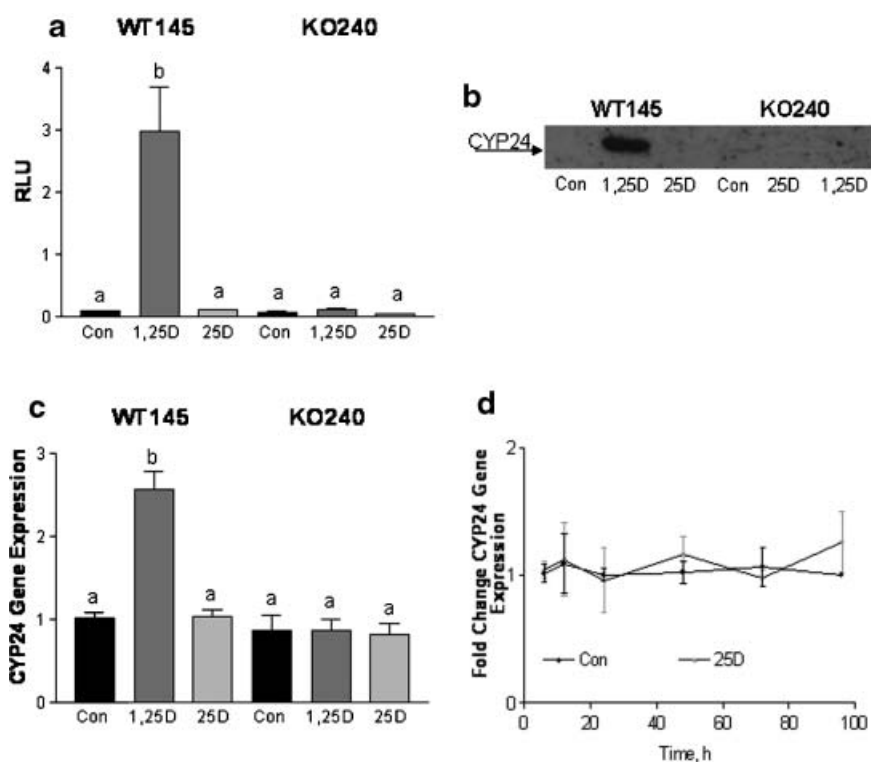 a
WT145 KO240
RLU
4
3
2
1
0
b
a a a a a
Con 1,25D 25D Con 1,25D 25D
b
WT145 KO240
CYP24
Con 1,25D 25D Con 25D 1,25D
c
WT145 KO240
CYP24 Gene Expression
3
2
1
0
b
a a a a a
Con 1,25D 25D Con 1,25D 25D
d
Fold Change CYP24 Gene
Expression
2
1
0
Con 25D
0 20 40 60 80 100
Time, h